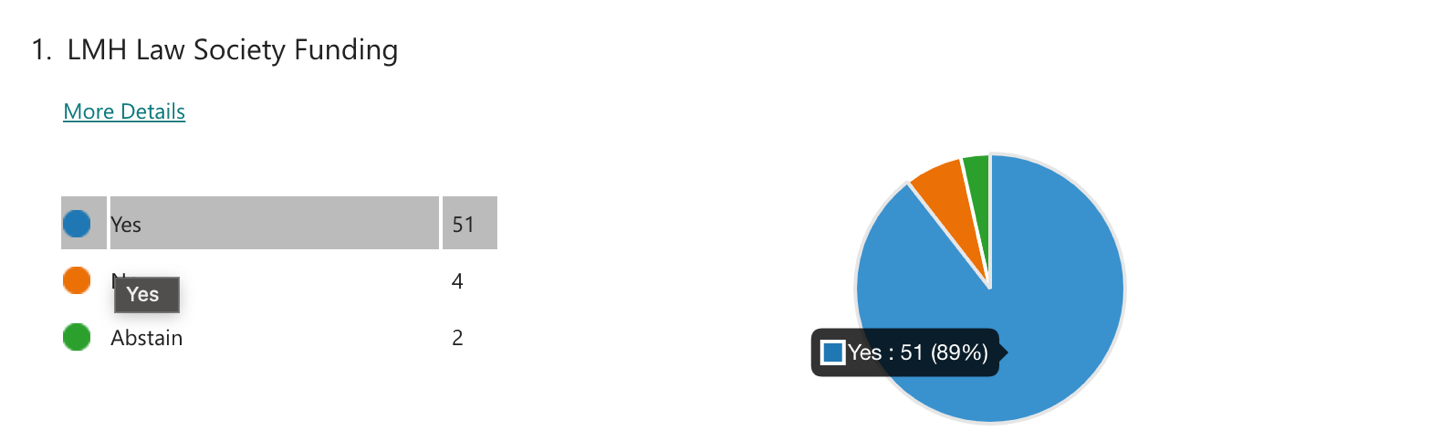 1. LMH Law Society Funding
More Details
Yes 51
4
Yes
Abstain 2
Yes : 51 (89%)